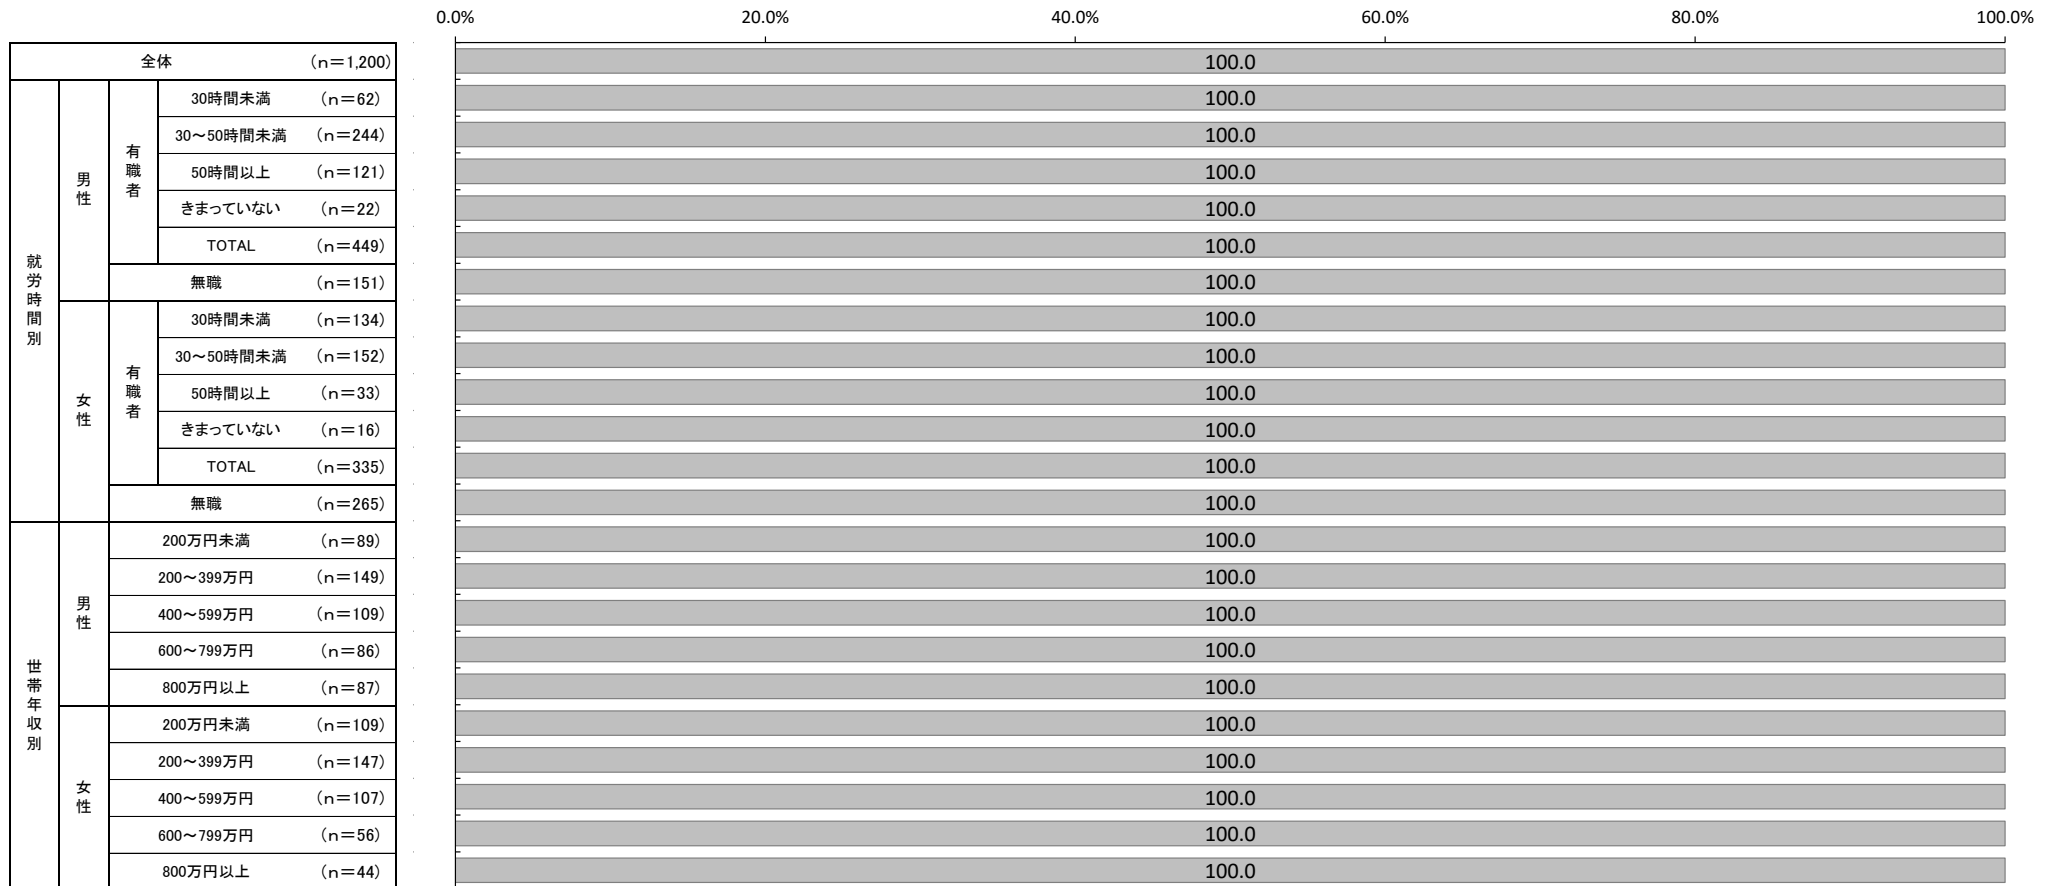 0.0% 20.0% 40.0% 60.0% 80.0% 100.0%
全体 (n=1,200) 100.0
就労時間別
男性
有職者
30時間未満 (n=62) 100.0
30～50時間未満 (n=244) 100.0
50時間以上 (n=121) 100.0
きまっていない (n=22) 100.0
TOTAL (n=449) 100.0
無職 (n=151) 100.0
女性
有職者
30時間未満 (n=134) 100.0
30～50時間未満 (n=152) 100.0
50時間以上 (n=33) 100.0
きまっていない (n=16) 100.0
TOTAL (n=335) 100.0
無職 (n=265) 100.0
世帯年収別
男性
200万円未満 (n=89) 100.0
200～399万円 (n=149) 100.0
400～599万円 (n=109) 100.0
600～799万円 (n=86) 100.0
800万円以上 (n=87) 100.0
女性
200万円未満 (n=109) 100.0
200～399万円 (n=147) 100.0
400～599万円 (n=107) 100.0
600～799万円 (n=56) 100.0
800万円以上 (n=44) 100.0